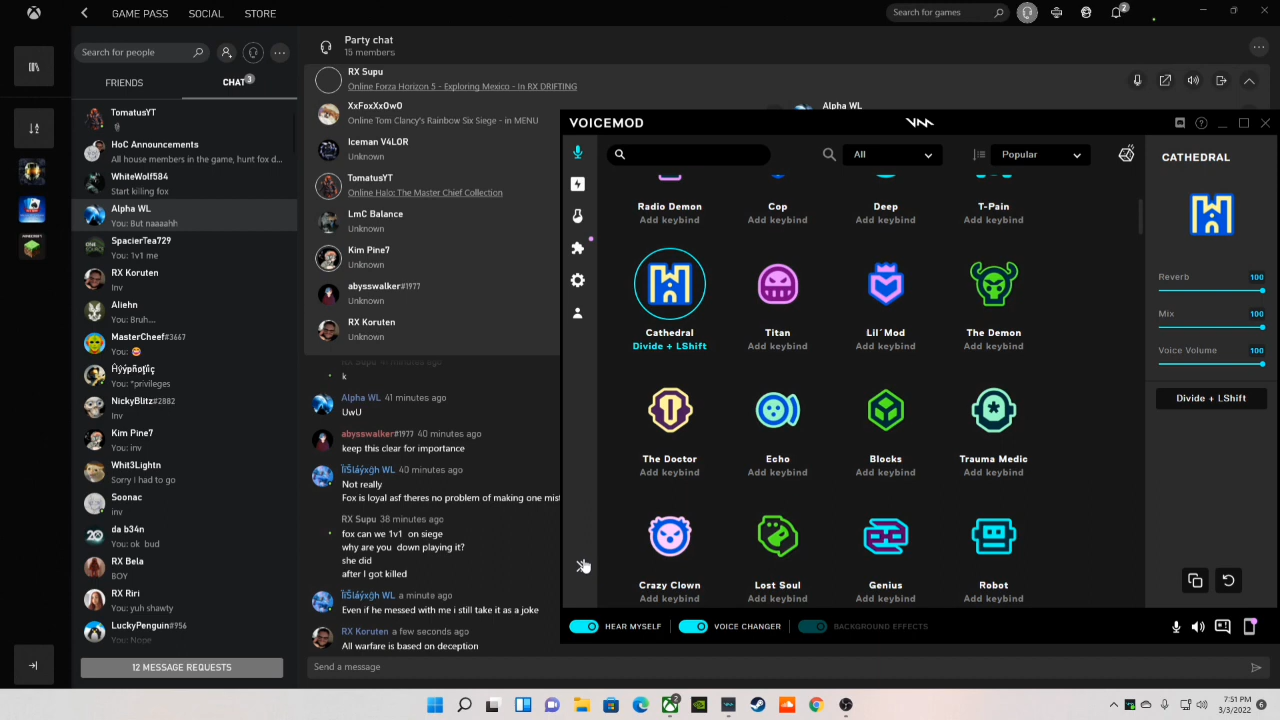 GAME PASS
SOCIAL
STORE
Search for games
2
Search for people
FRIENDS
CHAT 3
TomatusYT
HoC Announcements
All house members in the game, hunt fox d...
WhiteWolf584
Start killing fox
Alpha WL
You: But naaaahh
SpacierTea729
You: 1v1 me
RX Koruten
Inv
Aliehn
You: Bruh....
MasterCheef#3667
You: 😂
You: *privileges
NickyBlitz#2882
Inv
Kim Pine7
You: inv
Whit3Lightn
Sorry I had to go
Soonac
inv
da b34n
You: ok bud
RX Bela
BOY
RX Riri
You: yuh shawty
LuckyPenguin#956
You: Nope
12 MESSAGE REQUESTS
Party chat
15 members
RX Supu
Online Forza Horizon 5 - Exploring Mexico - In RX DRIFTING
XxFoxXxOwO
Online Tom Clancy's Rainbow Six Siege - in MENU
Iceman V4LOR
Unknown
TomatusYT
Online Halo: The Master Chief Collection
LmC Balance
Unknown
Kim Pine7
Unknown
abysswalker#1977
Unknown
RX Koruten
Unknown
Alpha WL
k
Alpha WL 41 minutes ago
UwU
abysswalker#1977 40 minutes ago
keep this clear for importance
40 minutes ago
Not really
Fox is loyal asf theres no problem of making one mist
RX Supu 38 minutes ago
fox can we 1v1 on siege
why are you down playing it?
she did
after I got killed
a minute ago
Even if he messed with me i still take it as a joke
RX Koruten a few seconds ago
All warfare is based on deception
Send a message
VOICEMOD
All
Popular
Radio Demon
Add keybind
Cop
Add keybind
Deep
Add keybind
T-Pain
Add keybind
Cathedral
Divide + LShift
Titan
Add keybind
Lil´Mod
Add keybind
The Demon
Add keybind
The Doctor
Add keybind
Echo
Add keybind
Blocks
Add keybind
Trauma Medic
Add keybind
Crazy Clown
Add keybind
Lost Soul
Add keybind
Genius
Add keybind
Robot
Add keybind
CATHEDRAL
Reverb 100
Mix 100
Voice Volume 100
Divide + LShift
HEAR MYSELF
VOICE CHANGER
BACKGROUND EFFECTS
2
5:51 PM
3/3/2022